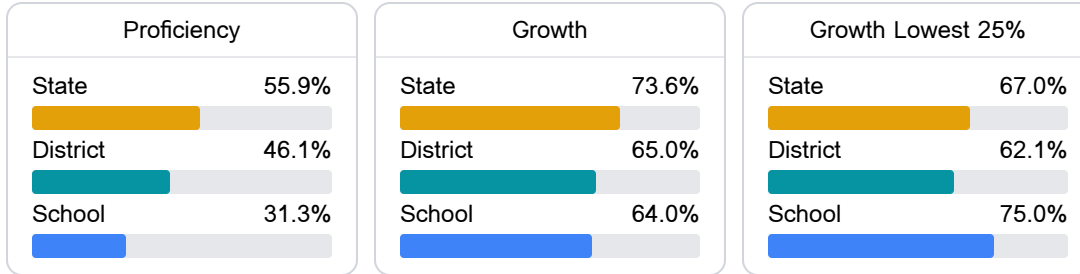 Proficiency
State 55.9%
District 46.1%
School 31.3%
Growth
State 73.6%
District 65.0%
School 64.0%
Growth Lowest 25%
State 67.0%
District 62.1%
School 75.0%